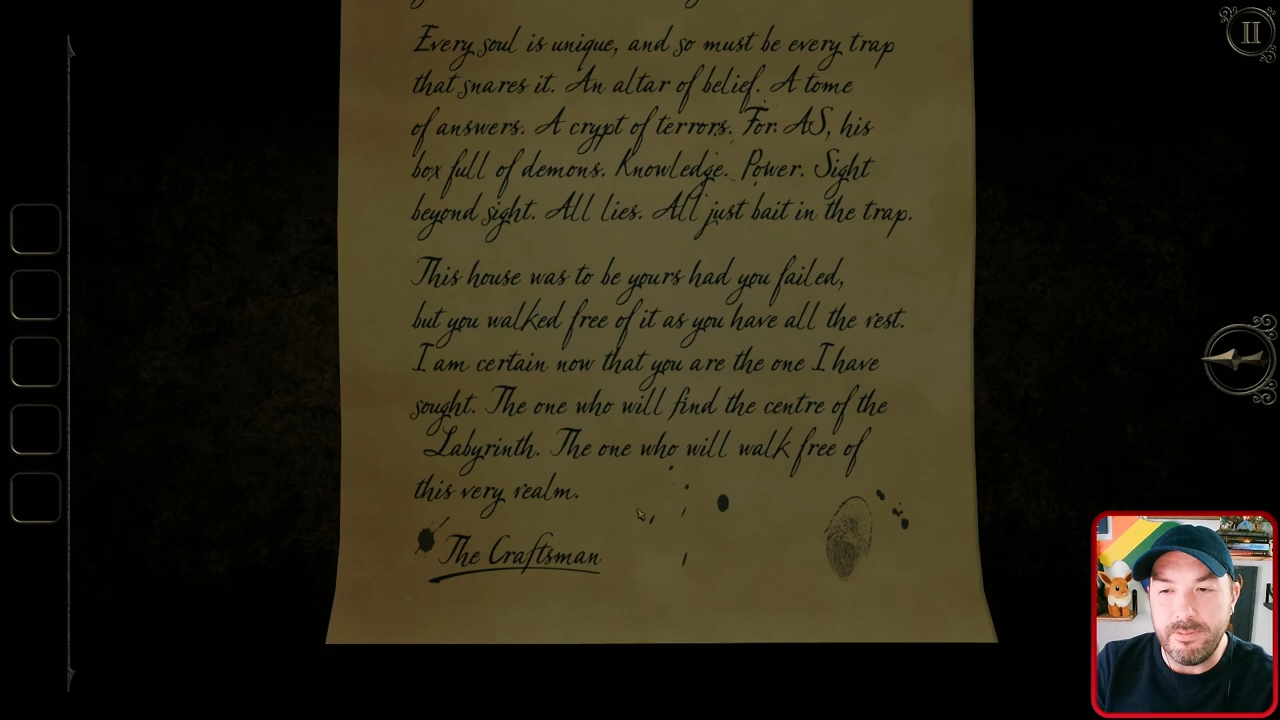 Every soul is unique, and so must be every trap
that snares it. An altar of belief. A tome
of answers. A crypt of terrors. For AS, his
box full of demons. Knowledge. Power. Sight
beyond sight. All lies. All just bait in the trap.
This house was to be yours had you failed,
but you walked free of it as you have all the rest.
I am certain now that you are the one I have
sought. The one who will find the centre of the
Labyrinth. The one who will walk free of
this very realm.
The Craftsman